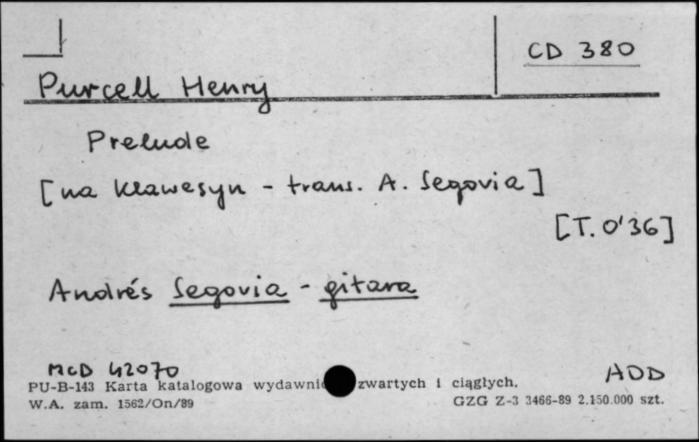 CD 380
Purcell Henry
Prelude
[na klawesyn - trans. A. Segovia]
[T. 0'36]
Andrés Segovia - gitara
MCD 42070
ADD
PU-B-143 Karta katalogowa zwartych i ciągłych.
W.A. zam. 1562/On/89
GZG Z-3 3466-89 2.150.000 szt.